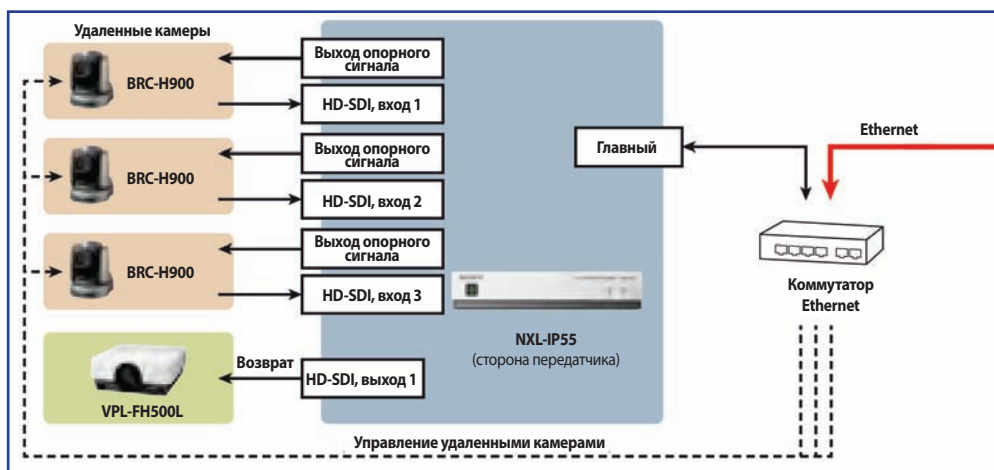 Удаленные камеры
BRC-H900
Выход опорного
сигнала
HD-SDI, вход 1
BRC-H900
Выход опорного
сигнала
HD-SDI, вход 2
BRC-H900
Выход опорного
сигнала
HD-SDI, вход 3
VPL-FH500L
Возврат
HD-SDI, выход 1
NXL-IP55
(сторона передатчика)
Главный
Ethernet
Коммутатор
Ethernet
Управление удаленными камерами